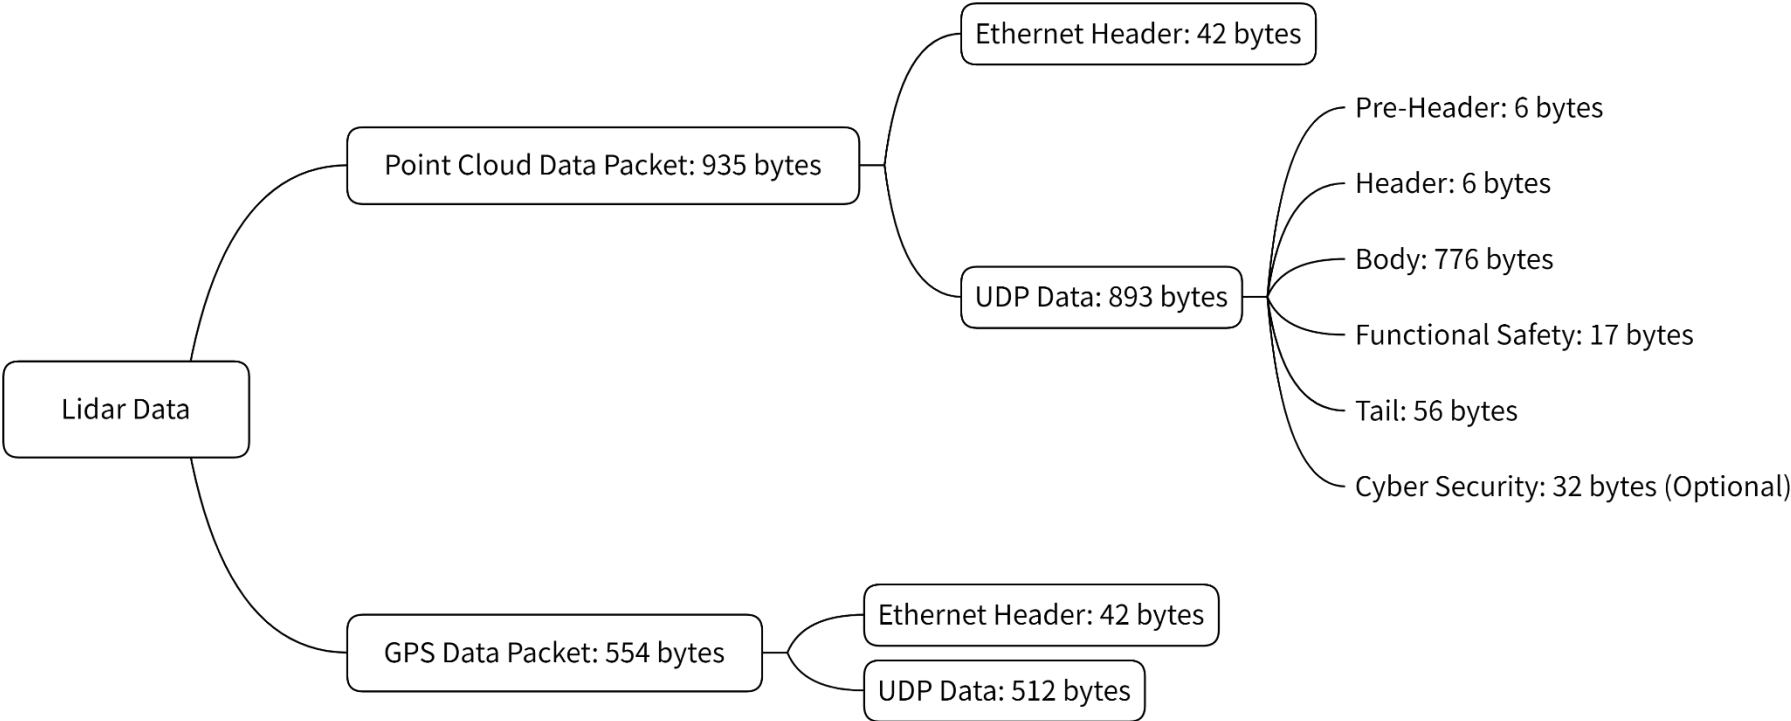 Lidar Data
Point Cloud Data Packet: 935 bytes
Ethernet Header: 42 bytes
UDP Data: 893 bytes
Pre-Header: 6 bytes
Header: 6 bytes
Body: 776 bytes
Functional Safety: 17 bytes
Tail: 56 bytes
Cyber Security: 32 bytes (Optional)
GPS Data Packet: 554 bytes
Ethernet Header: 42 bytes
UDP Data: 512 bytes